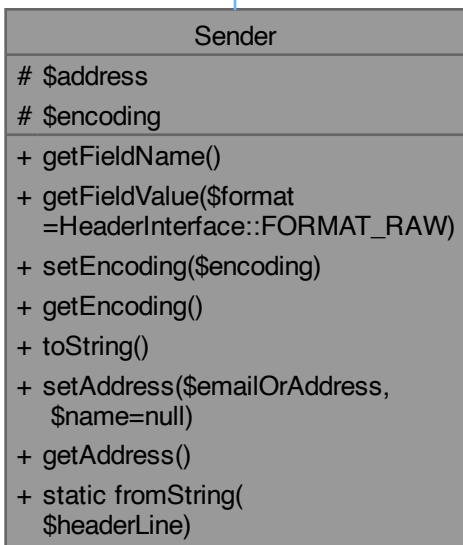 Sender
# $address
# $encoding
+ getFieldName()
+ getFieldValue($format
=HeaderInterface::FORMAT_RAW)
+ setEncoding($encoding)
+ getEncoding()
+ toString()
+ setAddress($emailOrAddress,
$name=null)
+ getAddress()
+ static fromString(
$headerLine)